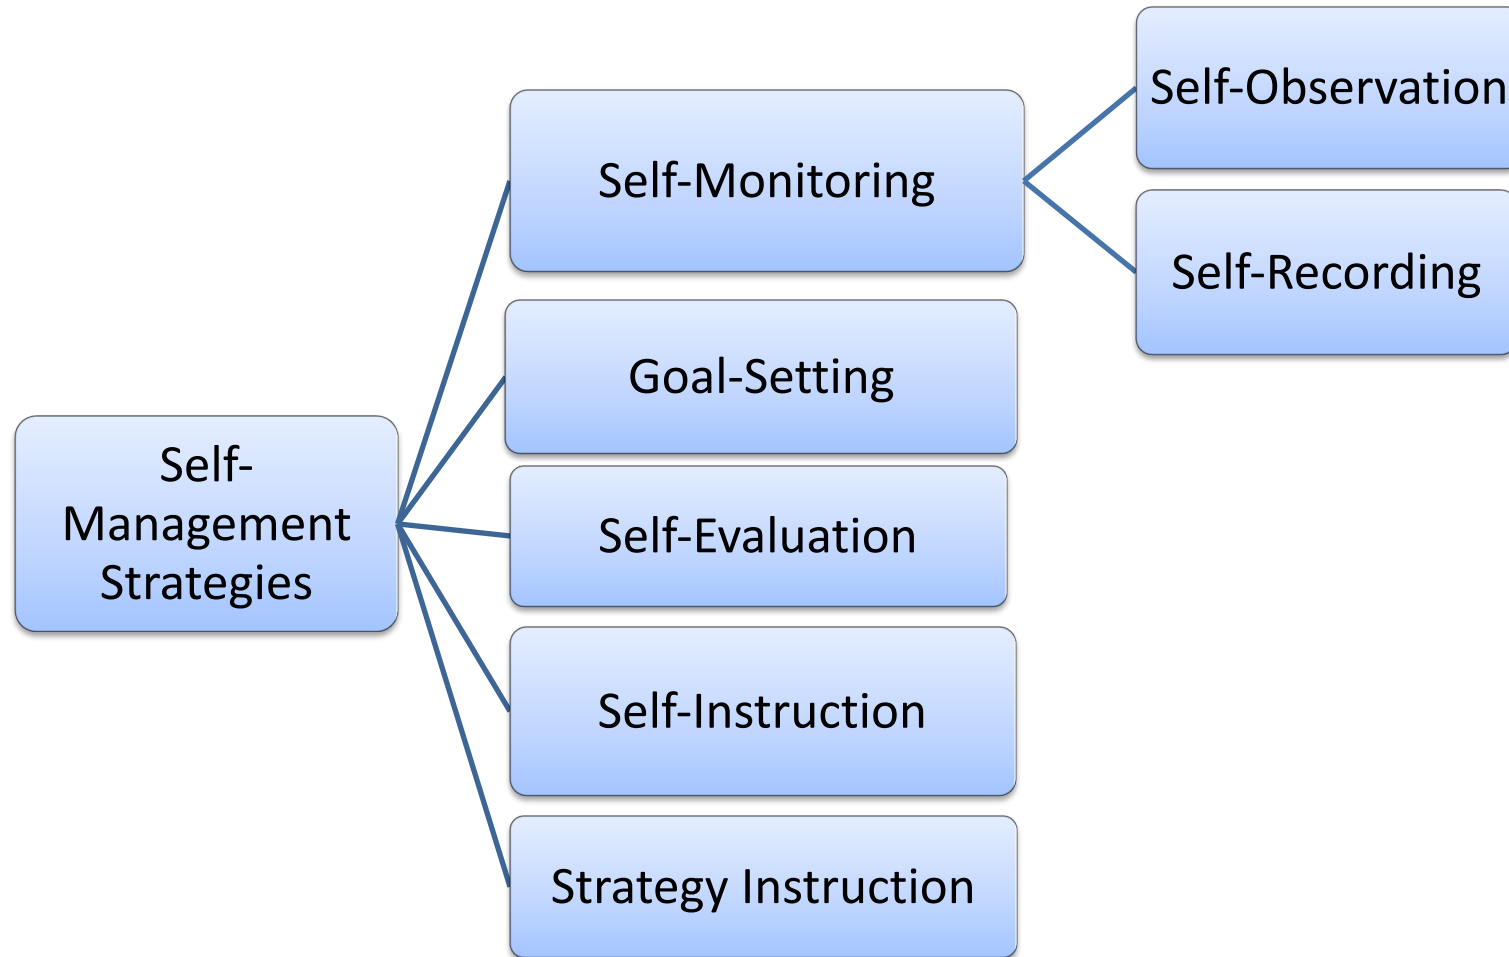 Self-
Management
Strategies
Self-Monitoring
Self-Observation
Self-Recording
Goal-Setting
Self-Evaluation
Self-Instruction
Strategy Instruction